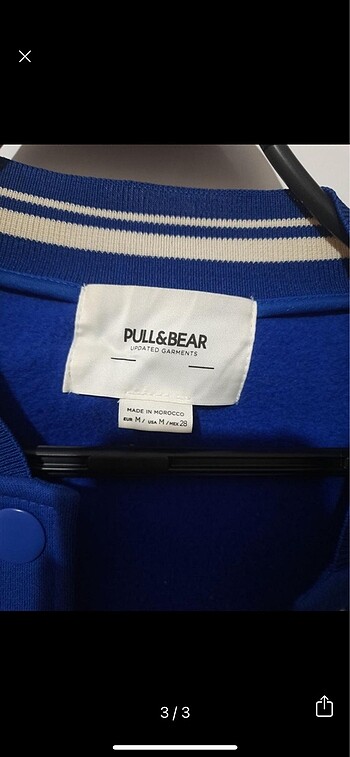 PULL&BEAR
UPDATED GARMENTS
MADE IN MOROCCO
EUR M / USA M / MEX 28
3/3